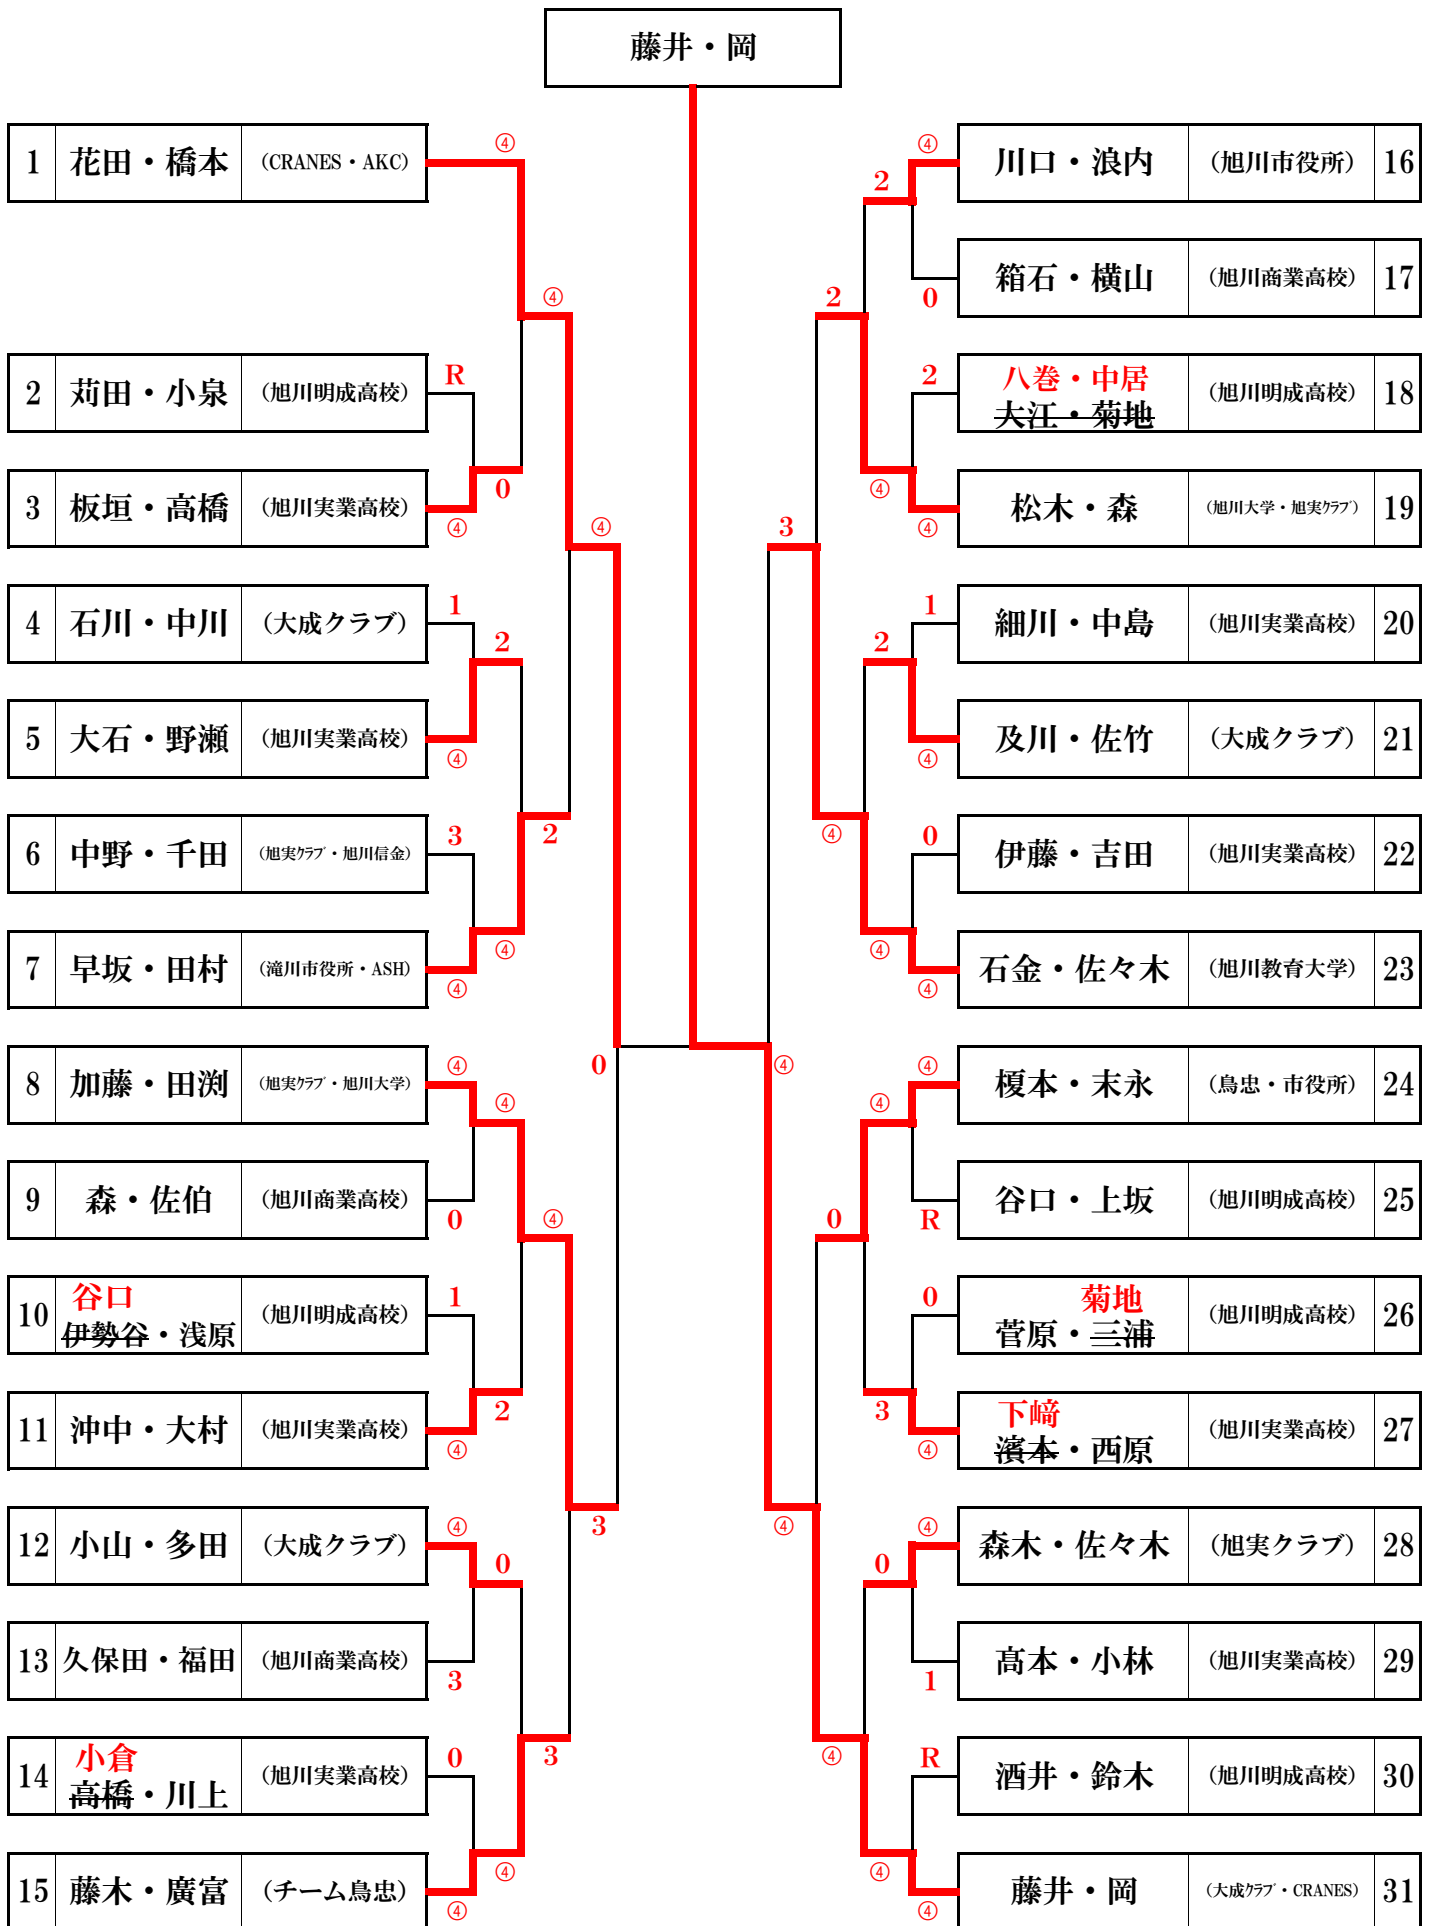 藤井・岡
1 花田・橋本 (CRANES・AKC) ④
④
2 苅田・小泉 (旭川明成高校) R
0
3 板垣・高橋 (旭川実業高校) ④
④
4 石川・中川 (大成クラブ) 1
2
5 大石・野瀬 (旭川実業高校) ④
2
6 中野・千田 (旭実クラブ・旭川信金) 3
④
7 早坂・田村 (滝川市役所・ASH) ④
0
8 加藤・田渕 (旭実クラブ・旭川大学) ④
④
9 森・佐伯 (旭川商業高校) 0
④
谷口
10 伊勢谷・浅原 (旭川明成高校) 1
2
11 沖中・大村 (旭川実業高校) ④
3
12 小山・多田 (大成クラブ) ④
0
13 久保田・福田 (旭川商業高校) 3
3
小倉
14 高橋・川上 (旭川実業高校) 0
④
15 藤木・廣富 (チーム鳥忠) ④
④ 川口・浪内 (旭川市役所) 16
2
0 箱石・横山 (旭川商業高校) 17
2
八巻・中居
2 大江・菊地 (旭川明成高校) 18
④
④ 松木・森 (旭川大学・旭実クラブ) 19
3
1 細川・中島 (旭川実業高校) 20
2
④ 及川・佐竹 (大成クラブ) 21
④
0 伊藤・吉田 (旭川実業高校) 22
④
④ 石金・佐々木 (旭川教育大学) 23
④
④ 榎本・末永 (鳥忠・市役所) 24
④
R 谷口・上坂 (旭川明成高校) 25
0
菊地
0 菅原・三浦 (旭川明成高校) 26
3
下﨑
④ 濱本・西原 (旭川実業高校) 27
④
④ 森木・佐々木 (旭実クラブ) 28
0
1 髙本・小林 (旭川実業高校) 29
④
R 酒井・鈴木 (旭川明成高校) 30
④
④ 藤井・岡 (大成クラブ・CRANES) 31